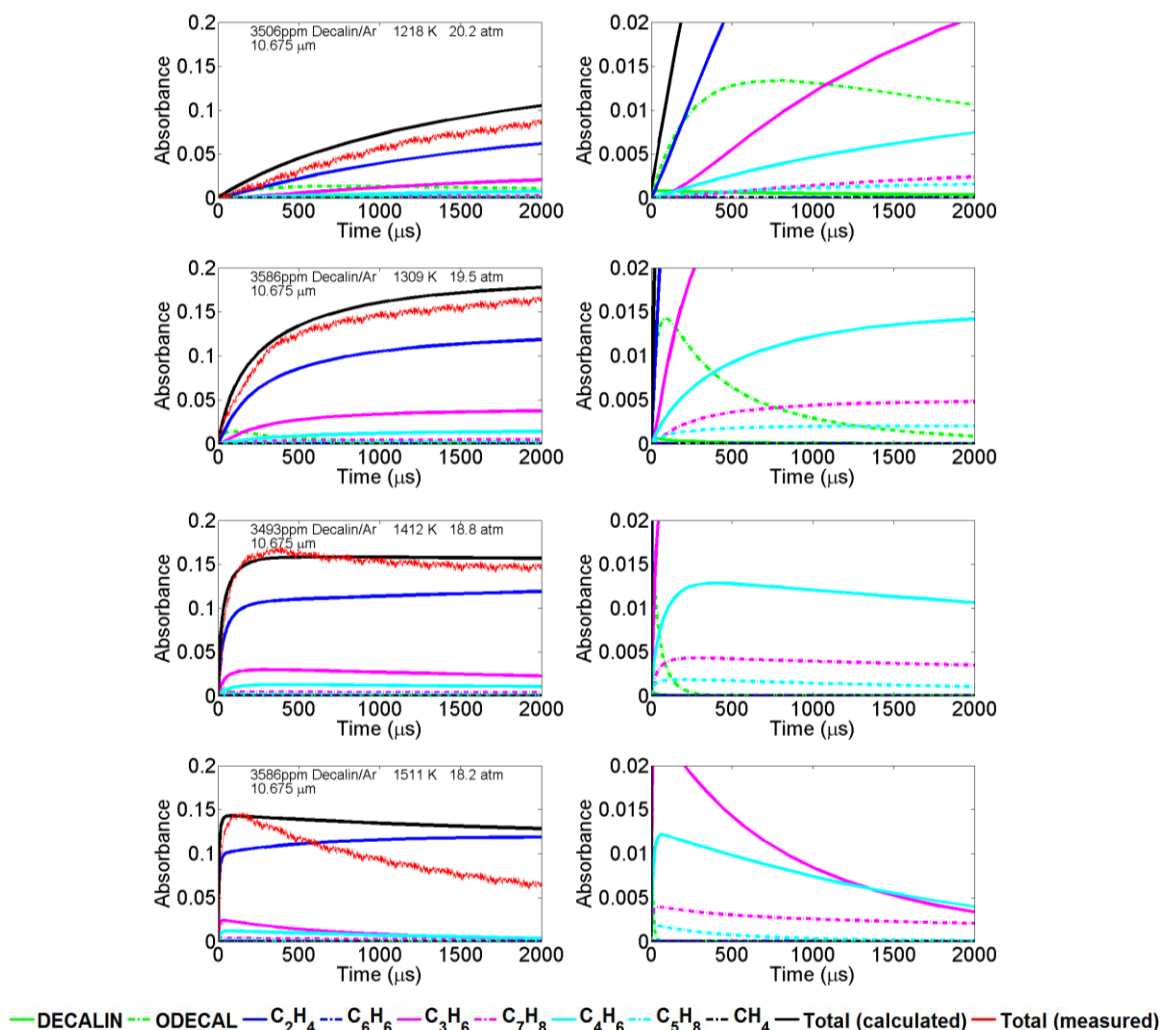 3506ppm Decalin/Ar 1218 K 20.2 atm
10.675 μm
Absorbance
0.2
0.15
0.1
0.05
0
0 500 1000 1500 2000
Time (μs)
Absorbance
0.02
0.015
0.01
0.005
0
0 500 1000 1500 2000
Time (μs)
3586ppm Decalin/Ar 1309 K 19.5 atm
10.675 μm
Absorbance
0.2
0.15
0.1
0.05
0
0 500 1000 1500 2000
Time (μs)
Absorbance
0.02
0.015
0.01
0.005
0
0 500 1000 1500 2000
Time (μs)
3493ppm Decalin/Ar 1412 K 18.8 atm
10.675 μm
Absorbance
0.2
0.15
0.1
0.05
0
0 500 1000 1500 2000
Time (μs)
Absorbance
0.02
0.015
0.01
0.005
0
0 500 1000 1500 2000
Time (μs)
3586ppm Decalin/Ar 1511 K 18.2 atm
10.675 μm
Absorbance
0.2
0.15
0.1
0.05
0
0 500 1000 1500 2000
Time (μs)
Absorbance
0.02
0.015
0.01
0.005
0
0 500 1000 1500 2000
Time (μs)
DECALIN ODECAL C₂H₄ C₆H₆ C₃H₆ C₇H₈ C₄H₆ C₅H₈ CH₄ Total (calculated) Total (measured)